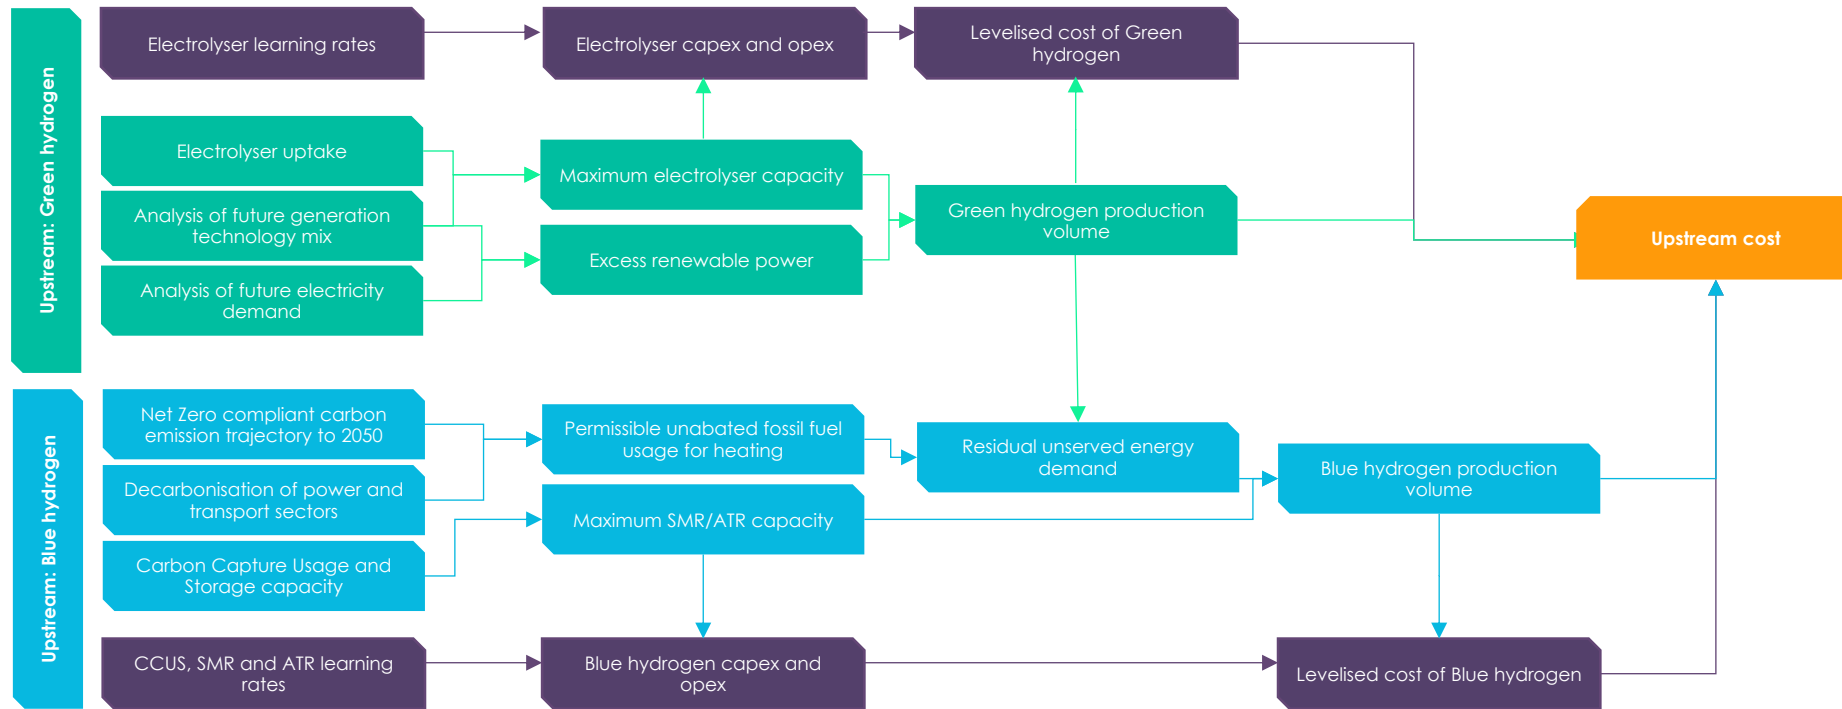 Upstream: Green hydrogen
Electrolyser learning rates
Electrolyser capex and opex
Levelised cost of Green
hydrogen
Electrolyser uptake
Maximum electrolyser capacity
Analysis of future generation
technology mix
Green hydrogen production
volume
Excess renewable power
Analysis of future electricity
demand
Upstream cost
Upstream: Blue hydrogen
Net Zero compliant carbon
emission trajectory to 2050
Permissible unabated fossil fuel
usage for heating
Residual unserved energy
demand
Blue hydrogen production
volume
Decarbonisation of power and
transport sectors
Maximum SMR/ATR capacity
Carbon Capture Usage and
Storage capacity
CCUS, SMR and ATR learning
rates
Blue hydrogen capex and
opex
Levelised cost of Blue hydrogen